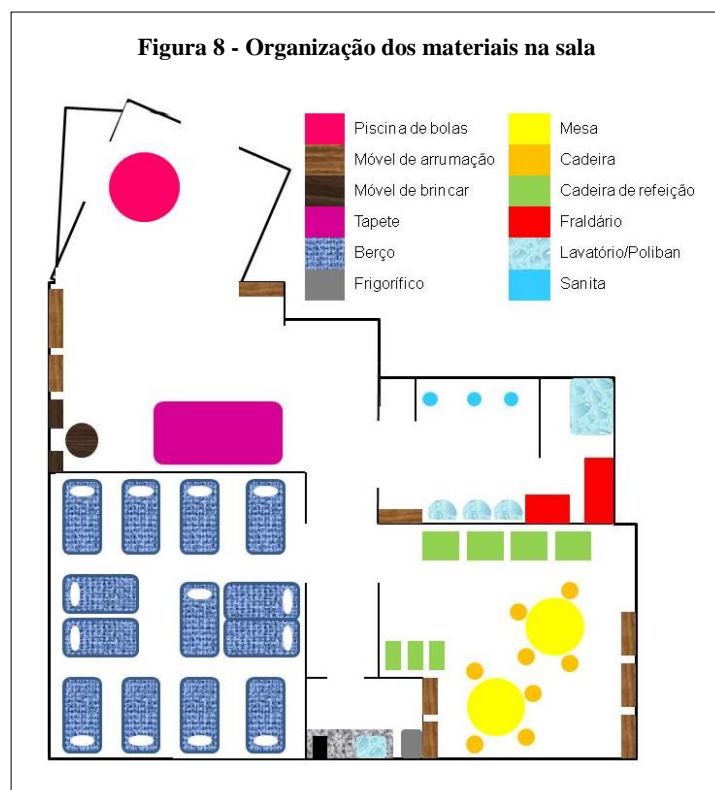 Figura 8 - Organização dos materiais na sala
Piscina de bolas
Móvel de arrumação
Móvel de brincar
Tapete
Berço
Frigorífico
Mesa
Cadeira
Cadeira de refeição
Fraldário
Lavatório/Poliban
Sanita